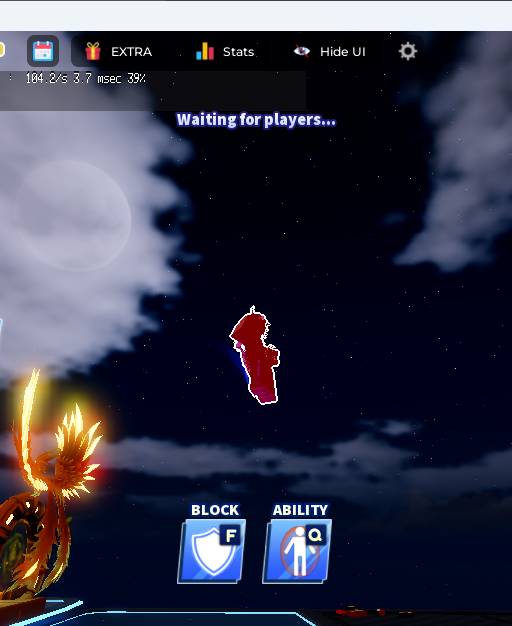 EXTRA Stats Hide UI
: 104.2/s 3.7 msec 39%
Waiting for players...
BLOCK ABILITY
F Q